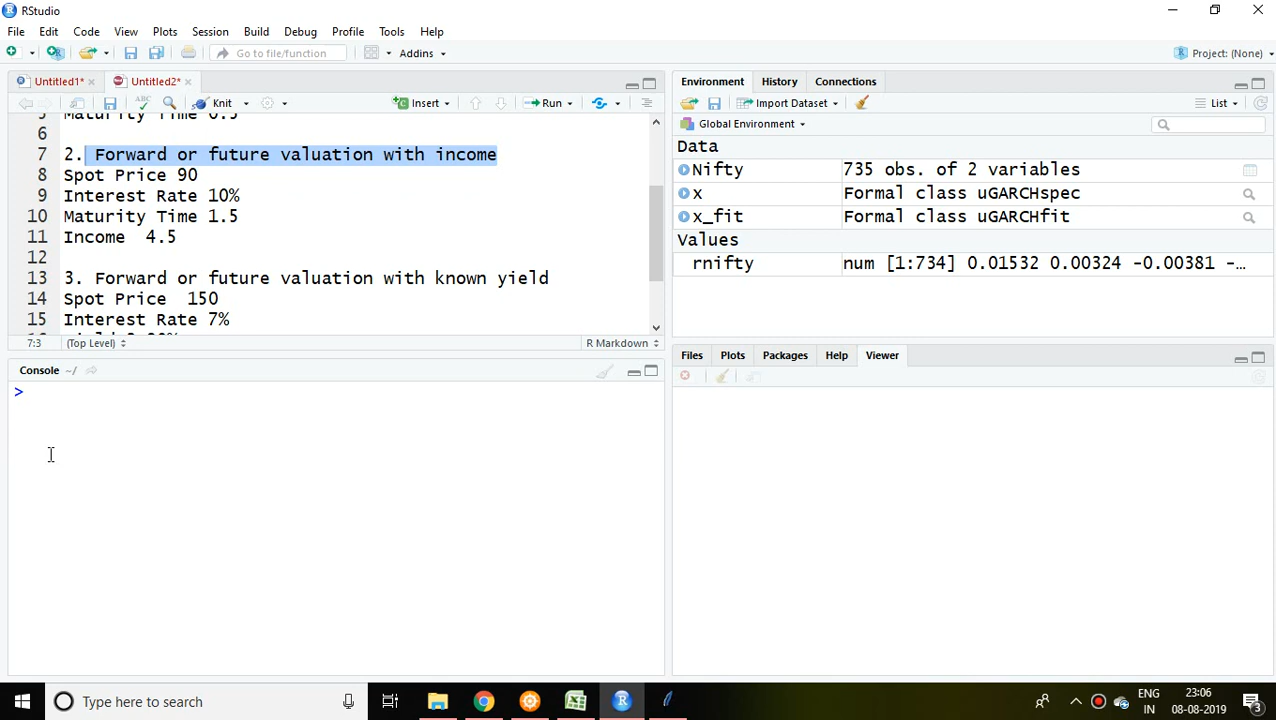 RStudio
File Edit Code View Plots Session Build Debug Profile Tools Help
Go to file/function Addins Project: (None)
Untitled1* Untitled2*
Knit Insert Run
5 Maturity Time 0.5
6
7 2. Forward or future valuation with income
8 Spot Price 90
9 Interest Rate 10%
10 Maturity Time 1.5
11 Income 4.5
12
13 3. Forward or future valuation with known yield
14 Spot Price 150
15 Interest Rate 7%
7:3 (Top Level) R Markdown
Console ~/
>
Environment History Connections
Import Dataset List
Global Environment
Data
Nifty 735 obs. of 2 variables
x Formal class uGARCHspec
x_fit Formal class uGARCHfit
Values
rnifty num [1:734] 0.01532 0.00324 -0.00381 -…
Files Plots Packages Help Viewer
Type here to search
ENG
IN
23:06
08-08-2019
3